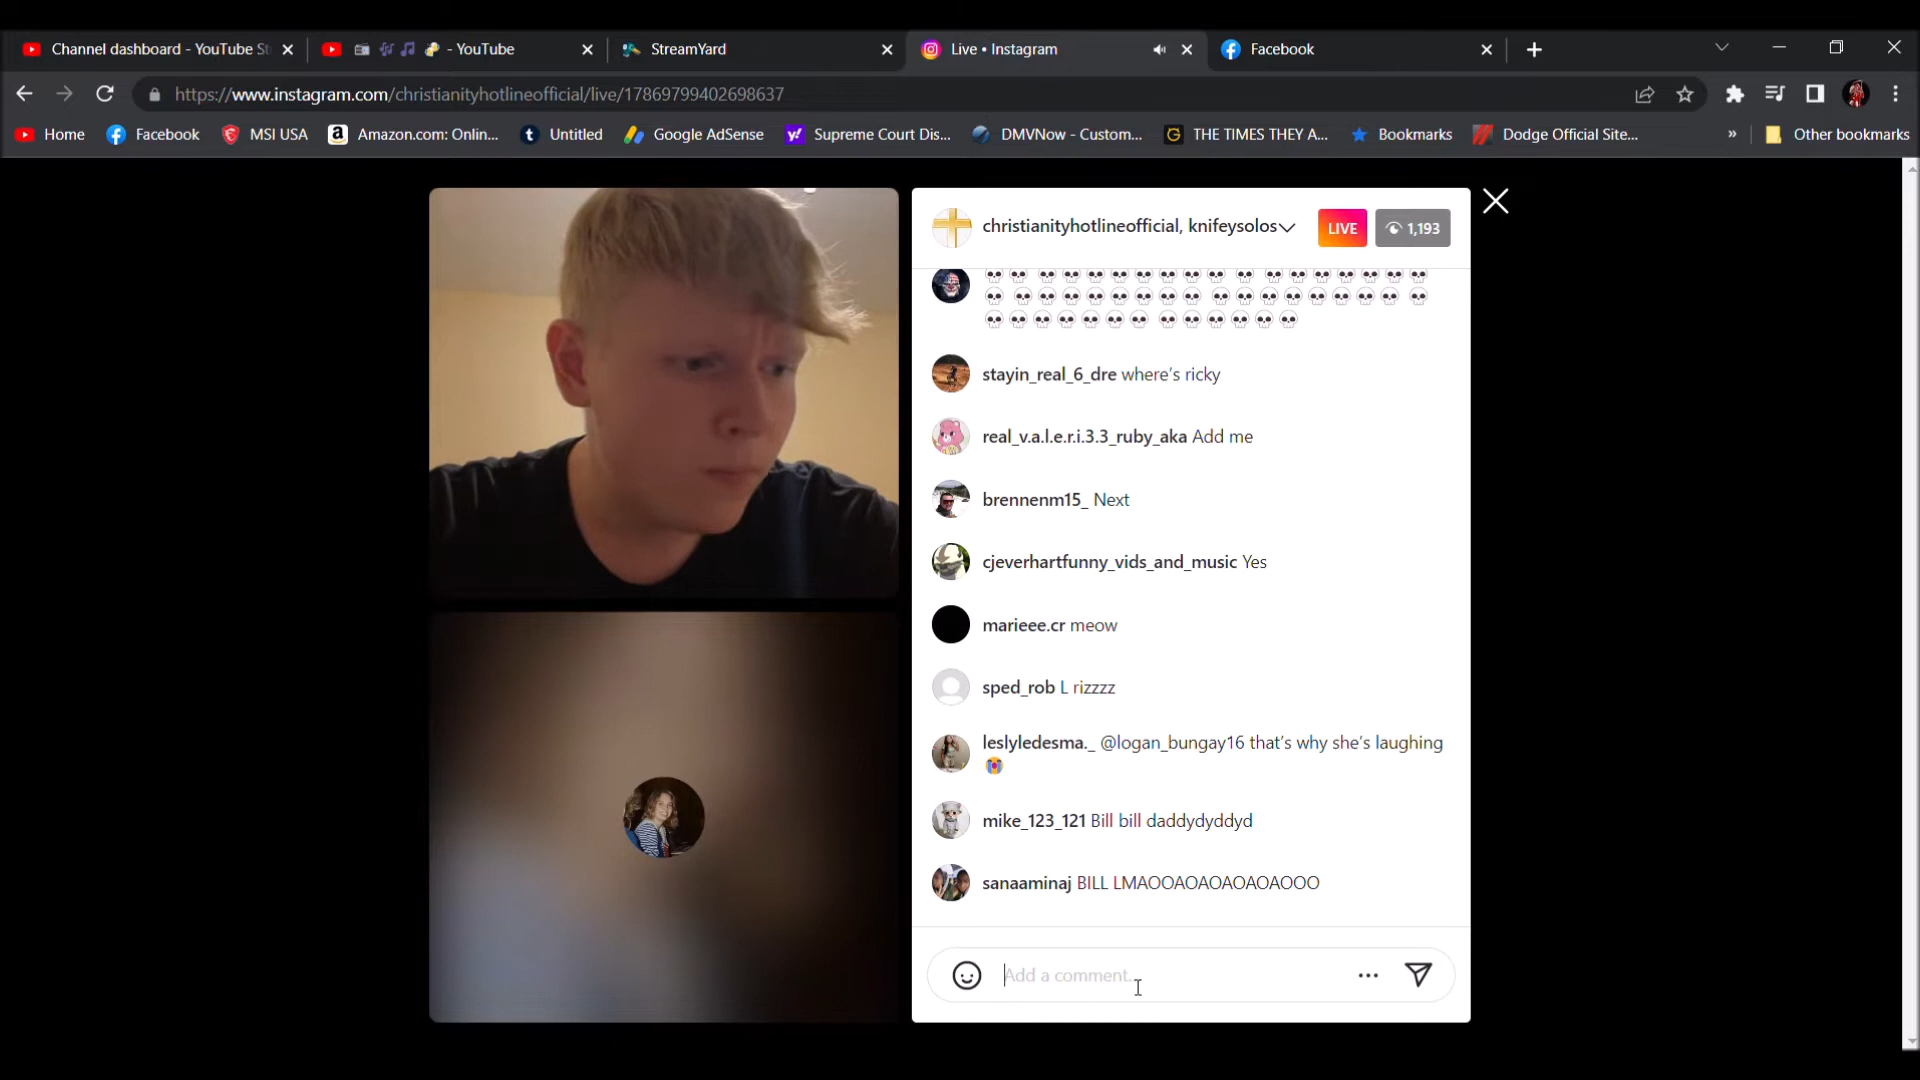 Channel dashboard - YouTube St
- YouTube
StreamYard
Live • Instagram
Facebook
https://www.instagram.com/christianityhotlineofficial/live/17869799402698637
Home
Facebook
MSI USA
Amazon.com: Onlin...
Untitled
Google AdSense
Supreme Court Dis...
DMVNow - Custom...
THE TIMES THEY A...
Bookmarks
Dodge Official Site...
»
Other bookmarks
christianityhotlineofficial, knifeysolos
LIVE
1,193
stayin_real_6_dre where’s ricky
real_v.a.l.e.r.i.3.3_ruby_aka Add me
brennenm15_ Next
cjeverhartfunny_vids_and_music Yes
marieee.cr meow
sped_rob L rizzzz
leslyledesma._ @logan_bungay16 that’s why she’s laughing
😭
mike_123_121 Bill bill daddydyddyd
sanaaminaj BILL LMAOOAOAOAOAOAOOO
Add a comment...